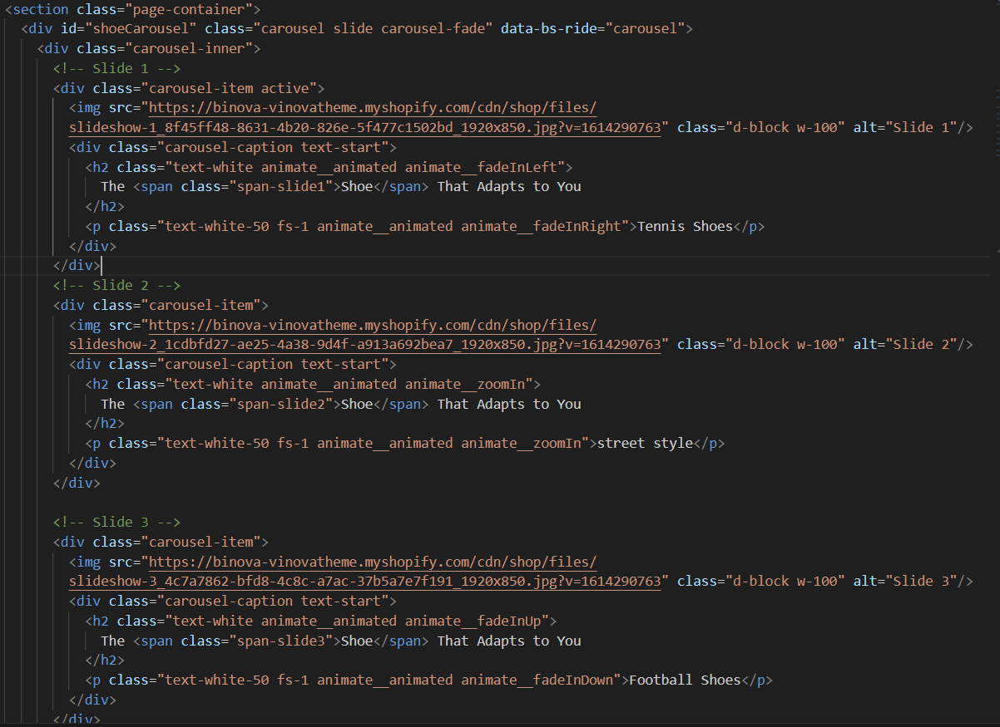 <section class="page-container">
<div id="shoeCarousel" class="carousel slide carousel-fade" data-bs-ride="carousel">
<div class="carousel-inner">
<!-- Slide 1 -->
<div class="carousel-item active">
<img src="https://binova-vinovatheme.myshopify.com/cdn/shop/files/
slideshow-1_8f45ff48-8631-4b20-826e-5f477c1502bd_1920x850.jpg?v=1614290763" class="d-block w-100" alt="Slide 1"/>
<div class="carousel-caption text-start">
<h2 class="text-white animate__animated animate__fadeInLeft">
The <span class="span-slide1">Shoe</span> That Adapts to You
</h2>
<p class="text-white-50 fs-1 animate__animated animate__fadeInRight">Tennis Shoes</p>
</div>
</div>
<!-- Slide 2 -->
<div class="carousel-item">
<img src="https://binova-vinovatheme.myshopify.com/cdn/shop/files/
slideshow-2_1cdbfd27-ae25-4a38-9d4f-a913a692bea7_1920x850.jpg?v=1614290763" class="d-block w-100" alt="Slide 2"/>
<div class="carousel-caption text-start">
<h2 class="text-white animate__animated animate__zoomIn">
The <span class="span-slide2">Shoe</span> That Adapts to You
</h2>
<p class="text-white-50 fs-1 animate__animated animate__zoomIn">street style</p>
</div>
</div>
<!-- Slide 3 -->
<div class="carousel-item">
<img src="https://binova-vinovatheme.myshopify.com/cdn/shop/files/
slideshow-3_4c7a7862-bfd8-4c8c-a7ac-37b5a7e7f191_1920x850.jpg?v=1614290763" class="d-block w-100" alt="Slide 3"/>
<div class="carousel-caption text-start">
<h2 class="text-white animate__animated animate__fadeInUp">
The <span class="span-slide3">Shoe</span> That Adapts to You
</h2>
<p class="text-white-50 fs-1 animate__animated animate__fadeInDown">Football Shoes</p>
</div>
</div>